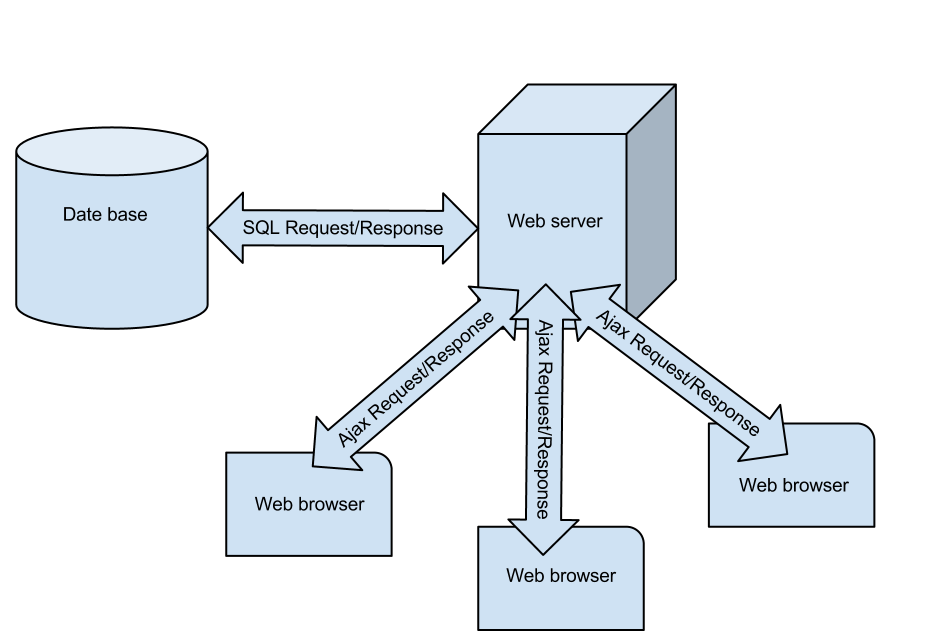 Date base
SQL Request/Response
Web server
Ajax Request/Response
Ajax Request/Response
Ajax Request/Response
Web browser
Web browser
Web browser